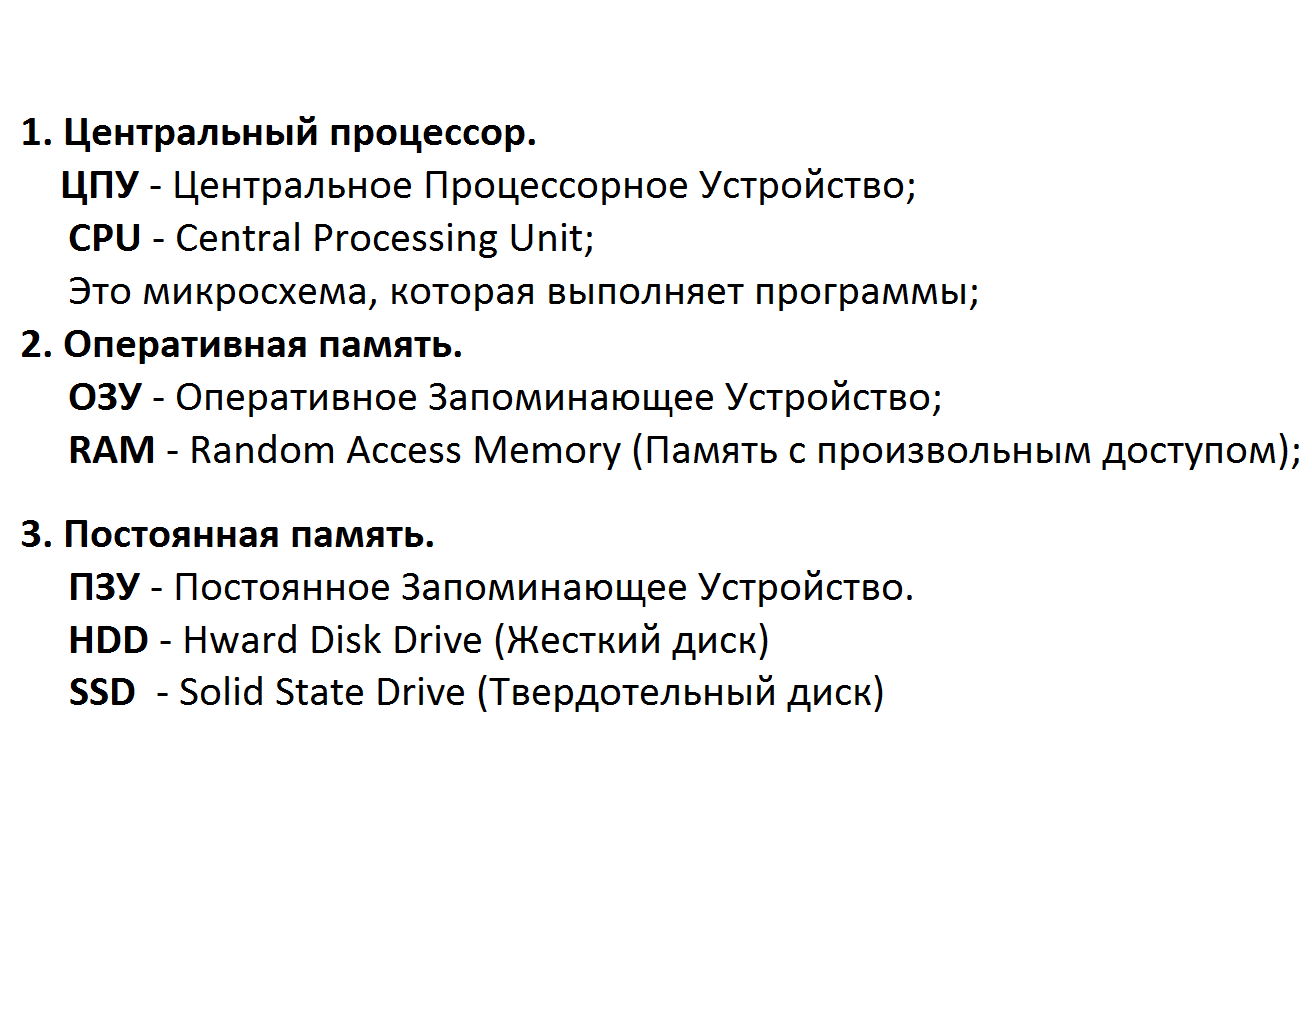 1. Центральный процессор.
ЦПУ - Центральное Процессорное Устройство;
CPU - Central Processing Unit;
Это микросхема, которая выполняет программы;
2. Оперативная память.
ОЗУ - Оперативное Запоминающее Устройство;
RAM - Random Access Memory (Память с произвольным доступом);
3. Постоянная память.
ПЗУ - Постоянное Запоминающее Устройство.
HDD - Hward Disk Drive (Жесткий диск)
SSD - Solid State Drive (Твердотельный диск)